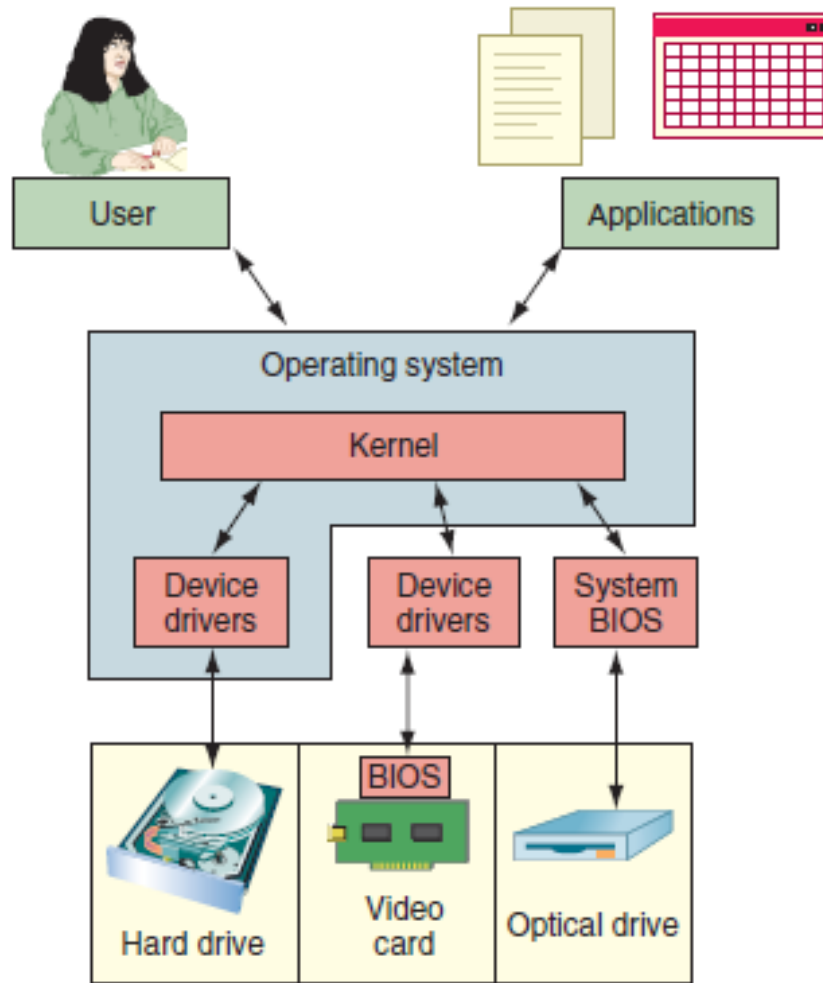 User
Applications
Operating system
Kernel
Device
drivers
Device
drivers
System
BIOS
BIOS
Hard drive
Video
card
Optical drive